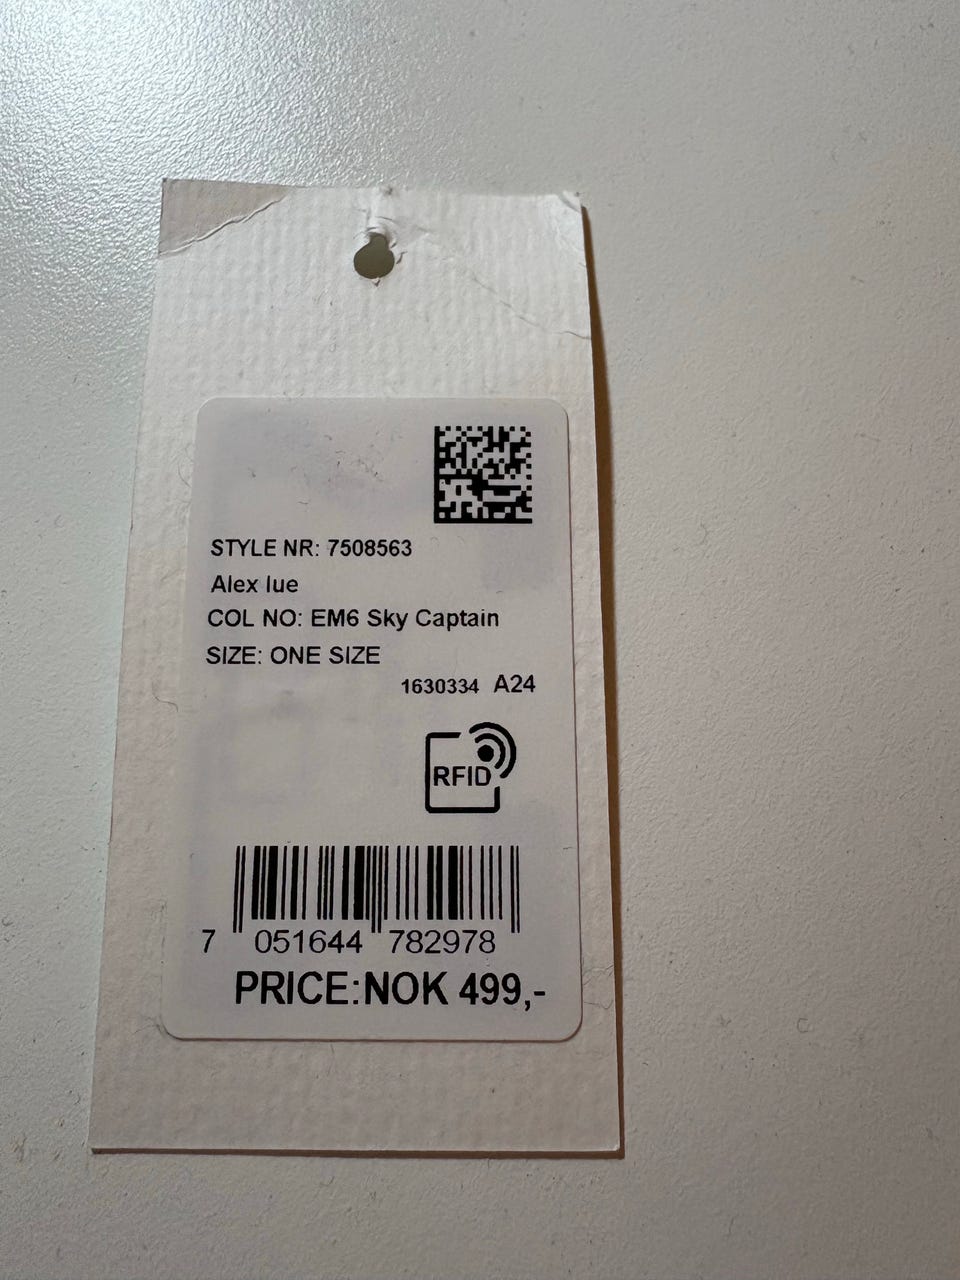 STYLE NR: 7508563
Alex lue
COL NO: EM6 Sky Captain
SIZE: ONE SIZE
1630334 A24
RFID
7 051644 782978
PRICE:NOK 499,-